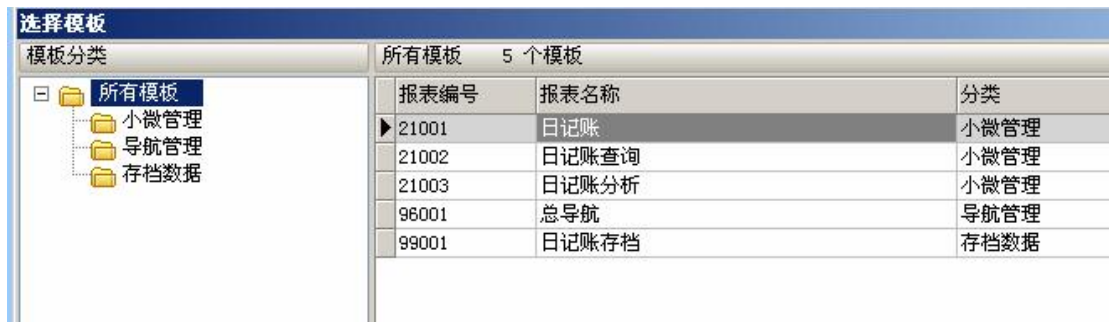 选择模板
模板分类
所有模板
小微管理
导航管理
存档数据
所有模板 5 个模板
报表编号 报表名称 分类
21001 日记账 小微管理
21002 日记账查询 小微管理
21003 日记账分析 小微管理
96001 总导航 导航管理
99001 日记账存档 存档数据